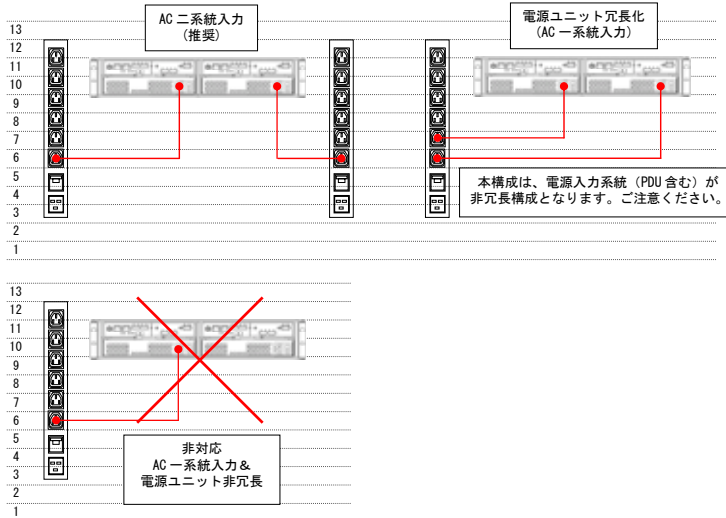 AC 二系統入力
(推奨)
電源ユニット冗長化
(AC 一系統入力)
13
12
11
10
9
8
7
6
5
4
3
2
1
本構成は、電源入力系統（PDU 含む）が
非冗長構成となります。ご注意ください。
13
12
11
10
9
8
7
6
5
4
3
2
1
非対応
AC 一系統入力＆
電源ユニット非冗長